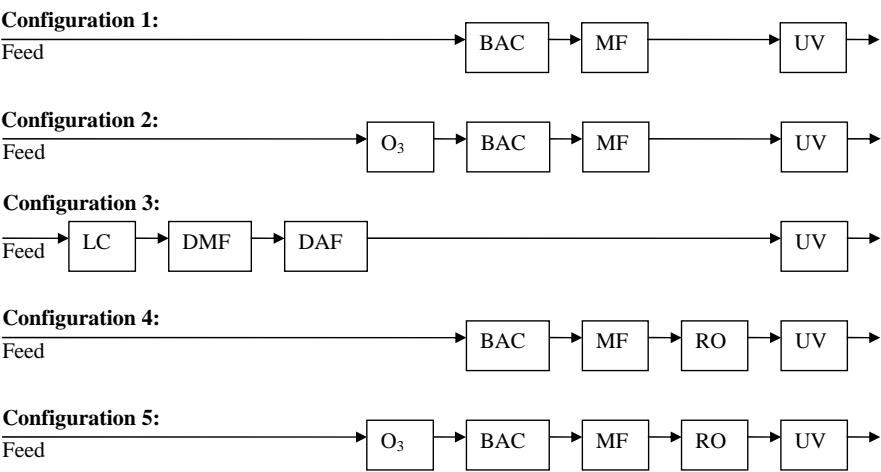 Configuration 1:
Feed
BAC MF UV
Configuration 2:
Feed
O₃ BAC MF UV
Configuration 3:
Feed
LC DMF DAF UV
Configuration 4:
Feed
BAC MF RO UV
Configuration 5:
Feed
O₃ BAC MF RO UV